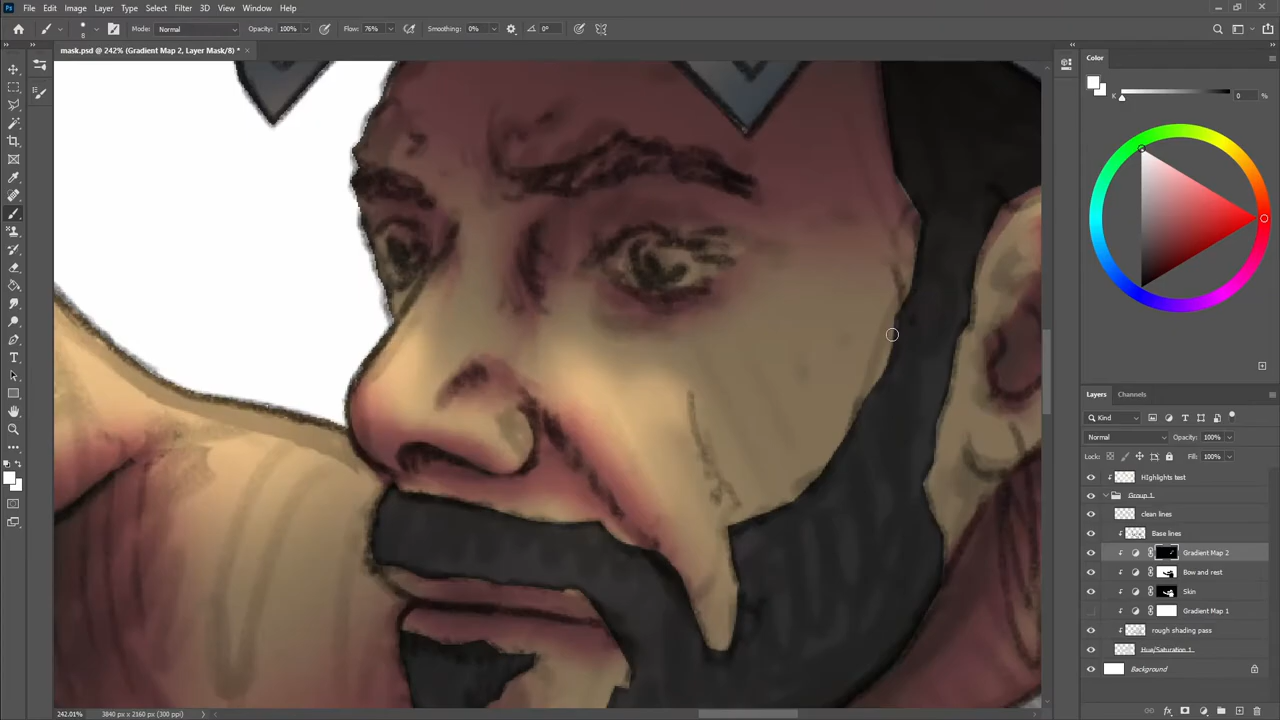 Ps File Edit Image Layer Type Select Filter 3D View Window Help
Mode: Normal Opacity: 100% Flow: 76% Smoothing: 0% 0°
8
mask.psd @ 242% (Gradient Map 2, Layer Mask/8) * ×
Color
K 0 %
Layers Channels
Kind
Normal Opacity: 100%
Lock: Fill: 100%
HIghlights test
Group 1
clean lines
Base lines
Gradient Map 2
Bow and rest
Skin
Gradient Map 1
rough shading pass
Hue/Saturation 1
Background
242.01% 3840 px x 2160 px (300 ppi)